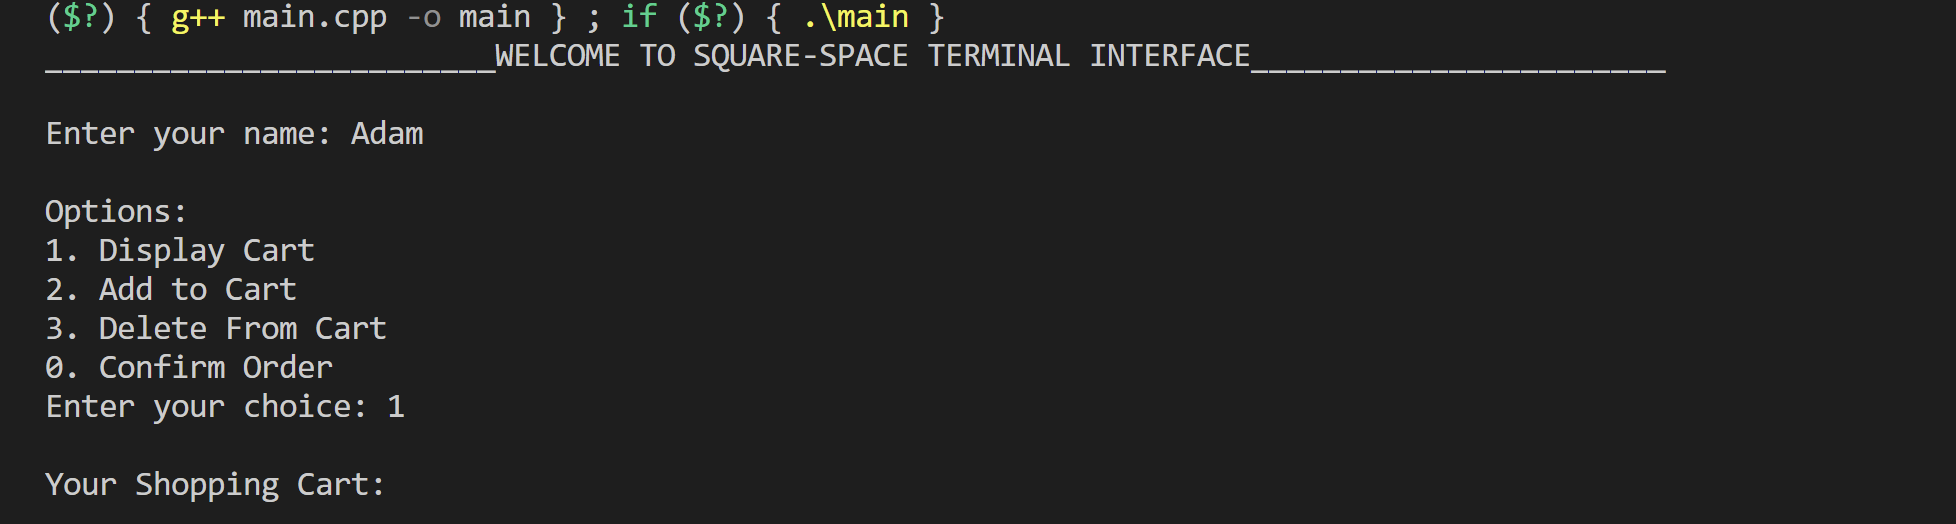 ($?) { g++ main.cpp -o main } ; if ($?) { .\main }
_________________________WELCOME TO SQUARE-SPACE TERMINAL INTERFACE_______________________
Enter your name: Adam
Options:
1. Display Cart
2. Add to Cart
3. Delete From Cart
0. Confirm Order
Enter your choice: 1
Your Shopping Cart: